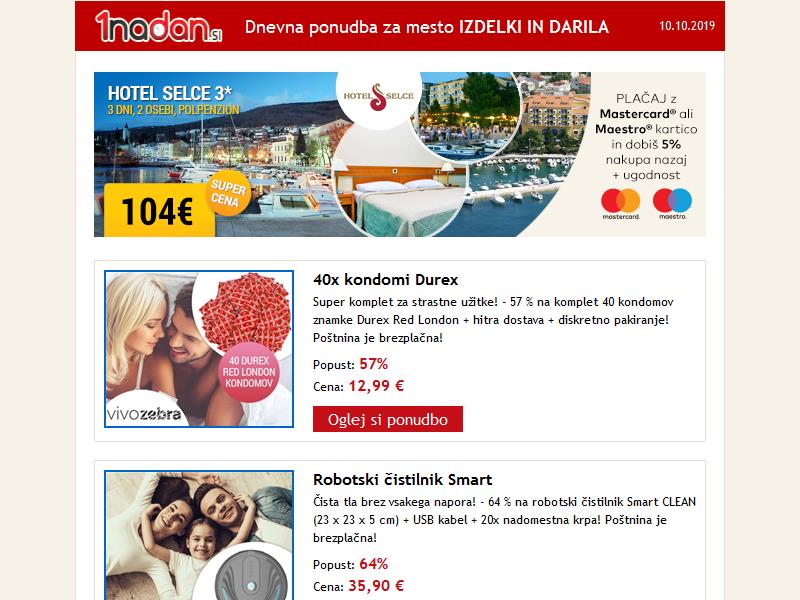 1nadan.si
Dnevna ponudba za mesto IZDELKI IN DARILA
10.10.2019
HOTEL SELCE 3*
3 DNI, 2 OSEBI, POLPENZION
104€
SUPER
CENA
HOTEL SELCE
PLAČAJ z
Mastercard® ali
Maestro® kartico
in dobiš 5%
nakupa nazaj
+ ugodnost
mastercard. maestro.
40 DUREX
RED LONDON
KONDOMOV
vivozebra
40x kondomi Durex
Super komplet za strastne užitke! - 57 % na komplet 40 kondomov
znamke Durex Red London + hitra dostava + diskretno pakiranje!
Poštnina je brezplačna!
Popust: 57%
Cena: 12,99 €
Oglej si ponudbo
Robotski čistilnik Smart
Čista tla brez vsakega napora! - 64 % na robotski čistilnik Smart CLEAN
(23 x 23 x 5 cm) + USB kabel + 20x nadomestna krpa! Poštnina je
brezplačna!
Popust: 64%
Cena: 35,90 €